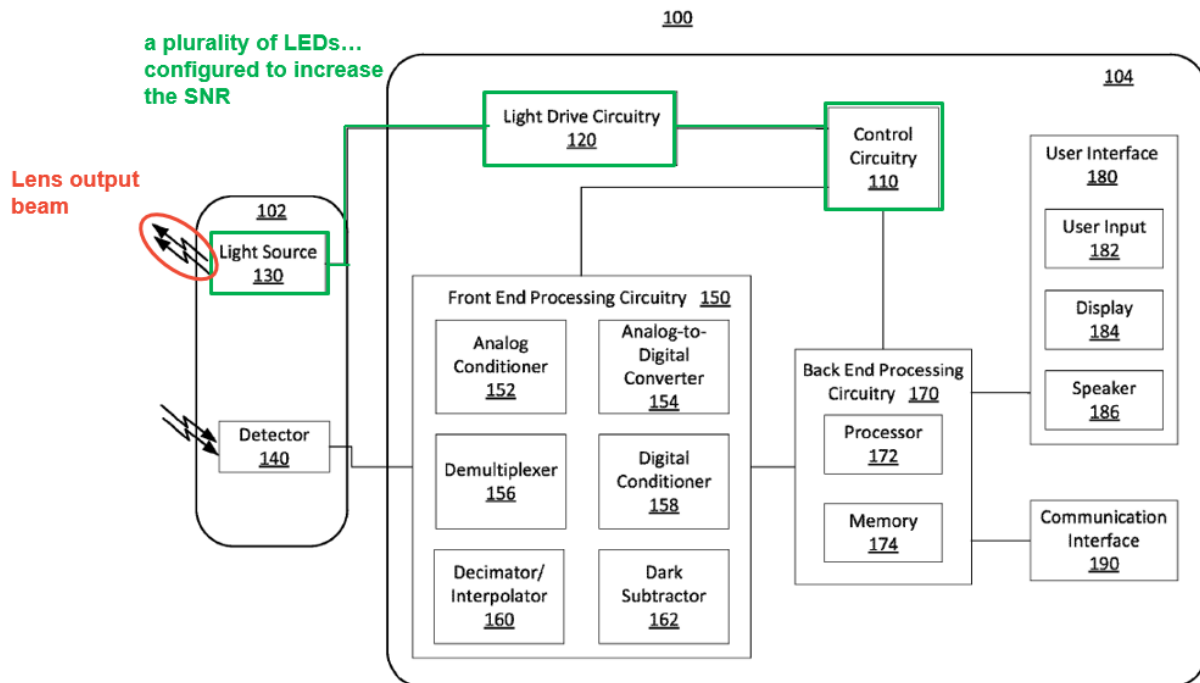 100
a plurality of LEDs…
configured to increase
the SNR
104
Light Drive Circuitry
120
Control
Circuitry
110
User Interface
180
User Input
182
Display
184
Speaker
186
Lens output
beam
102
Light Source
130
Detector
140
Front End Processing Circuitry 150
Analog
Conditioner
152
Analog-to-
Digital
Converter
154
Demultiplexer
156
Digital
Conditioner
158
Decimator/
Interpolator
160
Dark
Subtractor
162
Back End Processing
Circuitry 170
Processor
172
Memory
174
Communication
Interface
190